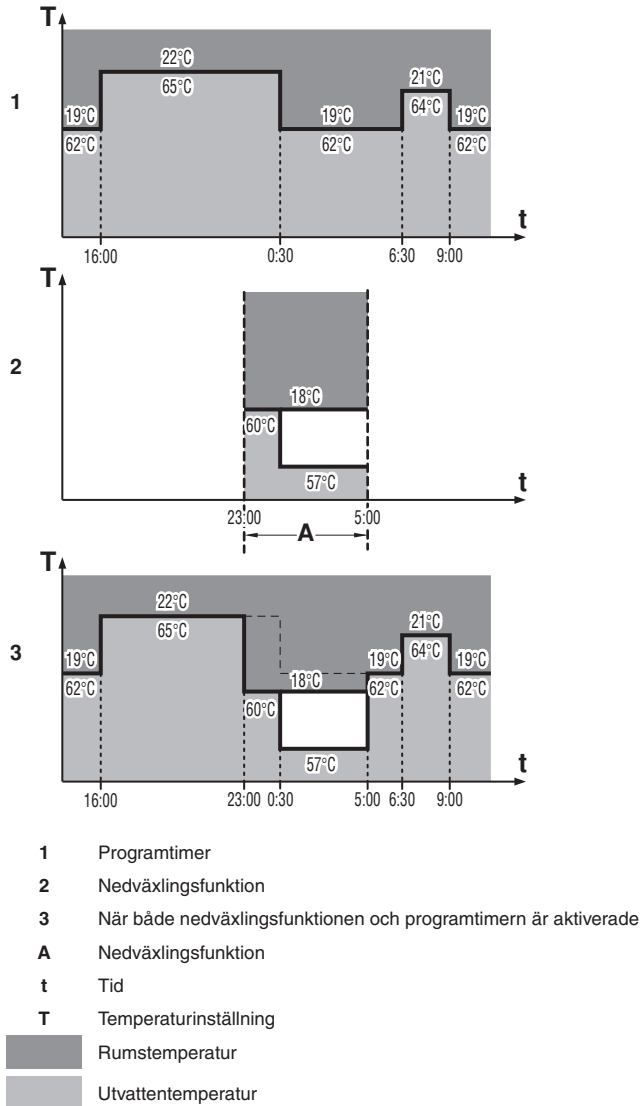 T
22°C
21°C
65°C
64°C
1
19°C 19°C 19°C
62°C 62°C 62°C
t
16:00 0:30 6:30 9:00
T
2
18°C
60°C
57°C
t
23:00 5:00
A
T
22°C
21°C
65°C
64°C
3
19°C 18°C 19°C 19°C
62°C 60°C 62°C 62°C
57°C
t
16:00 23:00 0:30 5:00 6:30 9:00
1 Programtimer
2 Nedväxlingsfunktion
3 När både nedväxlingsfunktionen och programtimern är aktiverade
A Nedväxlingsfunktion
t Tid
T Temperaturinställning
Rumstemperatur
Utvattentemperatur